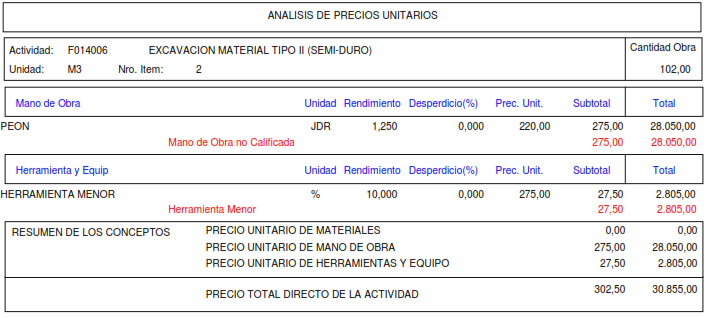 ANALISIS DE PRECIOS UNITARIOS
Actividad: F014006 EXCAVACION MATERIAL TIPO II (SEMI-DURO) Cantidad Obra
Unidad: M3 Nro. Item: 2 102,00
Mano de Obra Unidad Rendimiento Desperdicio(%) Prec. Unit. Subtotal Total
PEON JDR 1,250 0,000 220,00 275,00 28.050,00
Mano de Obra no Calificada 275,00 28.050,00
Herramienta y Equip Unidad Rendimiento Desperdicio(%) Prec. Unit. Subtotal Total
HERRAMIENTA MENOR % 10,000 0,000 275,00 27,50 2.805,00
Herramienta Menor 27,50 2.805,00
RESUMEN DE LOS CONCEPTOS PRECIO UNITARIO DE MATERIALES 0,00 0,00
PRECIO UNITARIO DE MANO DE OBRA 275,00 28.050,00
PRECIO UNITARIO DE HERRAMIENTAS Y EQUIPO 27,50 2.805,00
PRECIO TOTAL DIRECTO DE LA ACTIVIDAD 302,50 30.855,00